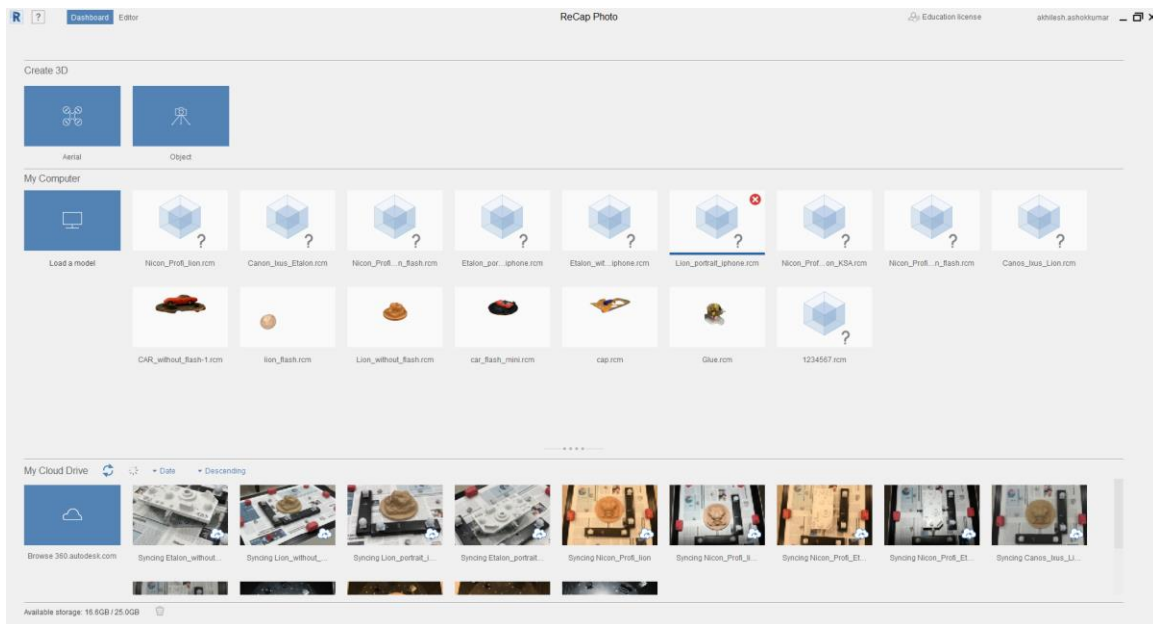 R ? Dashboard Editor ReCap Photo Education license akhilesh.ashokkumar
Create 3D
Aerial Object
My Computer
? ? ? ? ? ? ? ?
Load a model Nicon_Profi_lion.rcm Canon_Ixus_Etalon.rcm Nicon_Profi...n_flash.rcm Etalon_por...iphone.rcm Etalon_wit...iphone.rcm Lion_portrait_iphone.rcm Nicon_Prof...on_KSA.rcm Nicon_Profi...n_flash.rcm Canos_Ixus_Lion.rcm
?
CAR_without_flash-1.rcm lion_flash.rcm Lion_without_flash.rcm car_flash_mini.rcm cap.rcm Glue.rcm 1234567.rcm
My Cloud Drive Date Descending
Browse 360.autodesk.com Syncing Etalon_without... Syncing Lion_without_... Syncing Lion_portrait_i... Syncing Etalon_portrait... Syncing Nicon_Profi_lion Syncing Nicon_Profi_li... Syncing Nicon_Profi_Et... Syncing Nicon_Profi_Et... Syncing Canos_Ixus_Li...
Available storage: 16.6GB / 25.0GB